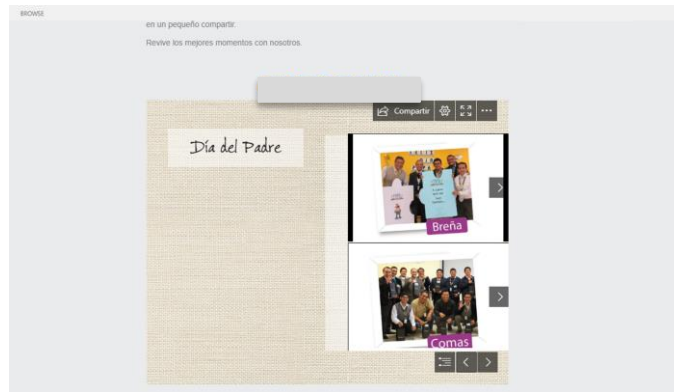 BROWSE
en un pequeño compartir.
Revive los mejores momentos con nosotros.
Compartir
Día del Padre
Breña
Comas